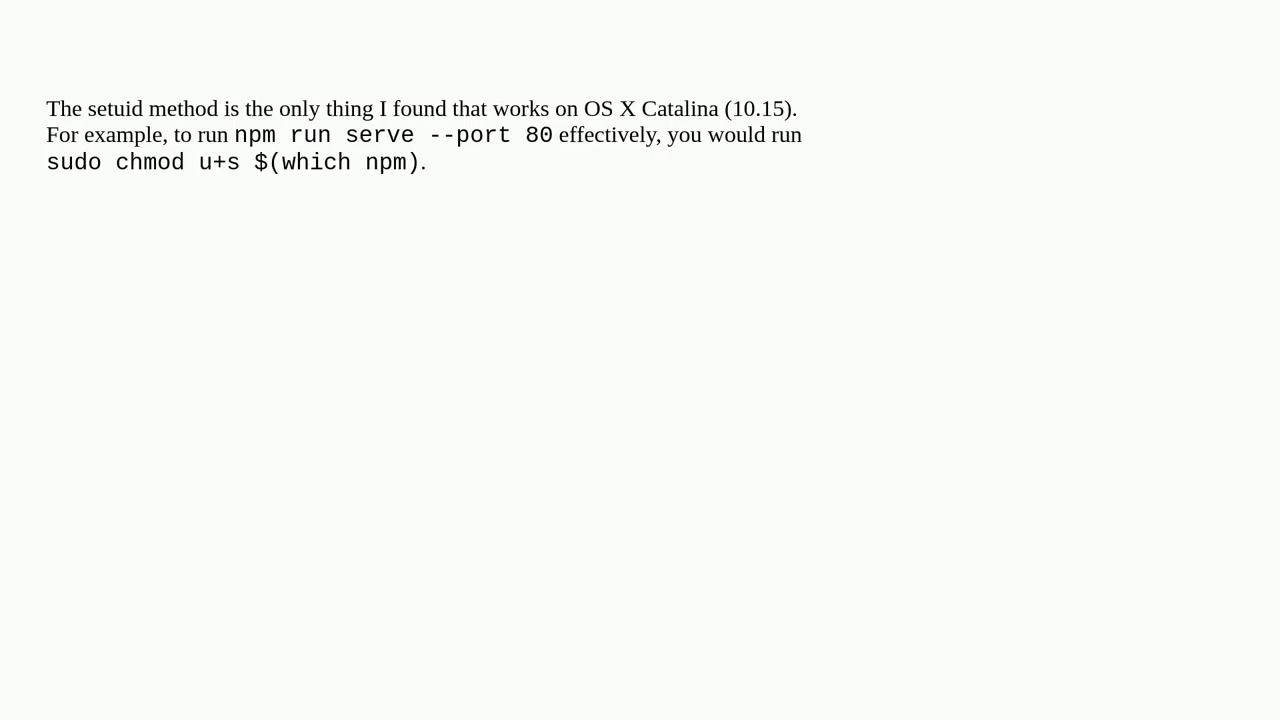 The setuid method is the only thing I found that works on OS X Catalina (10.15).
For example, to run npm run serve --port 80 effectively, you would run
sudo chmod u+s $(which npm).